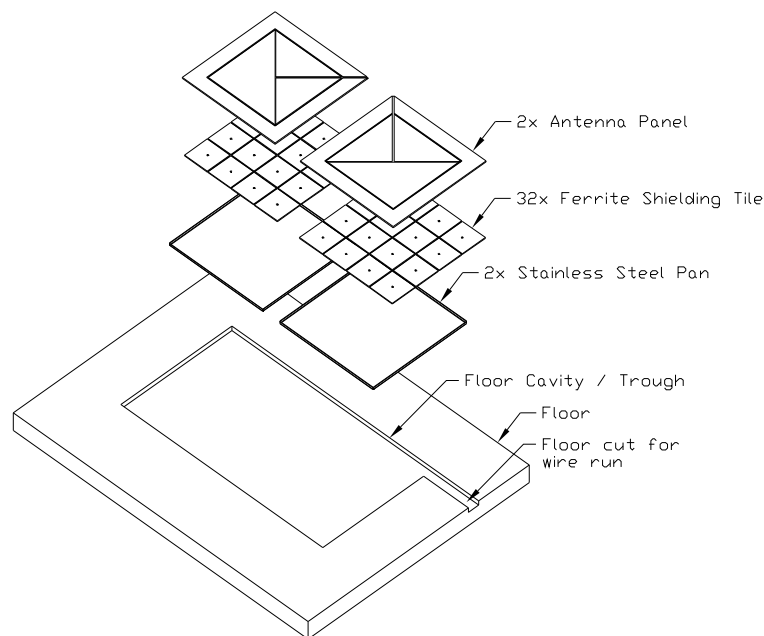 2x Antenna Panel
32x Ferrite Shielding Tile
2x Stainless Steel Pan
Floor Cavity / Trough
Floor
Floor cut for
wire run